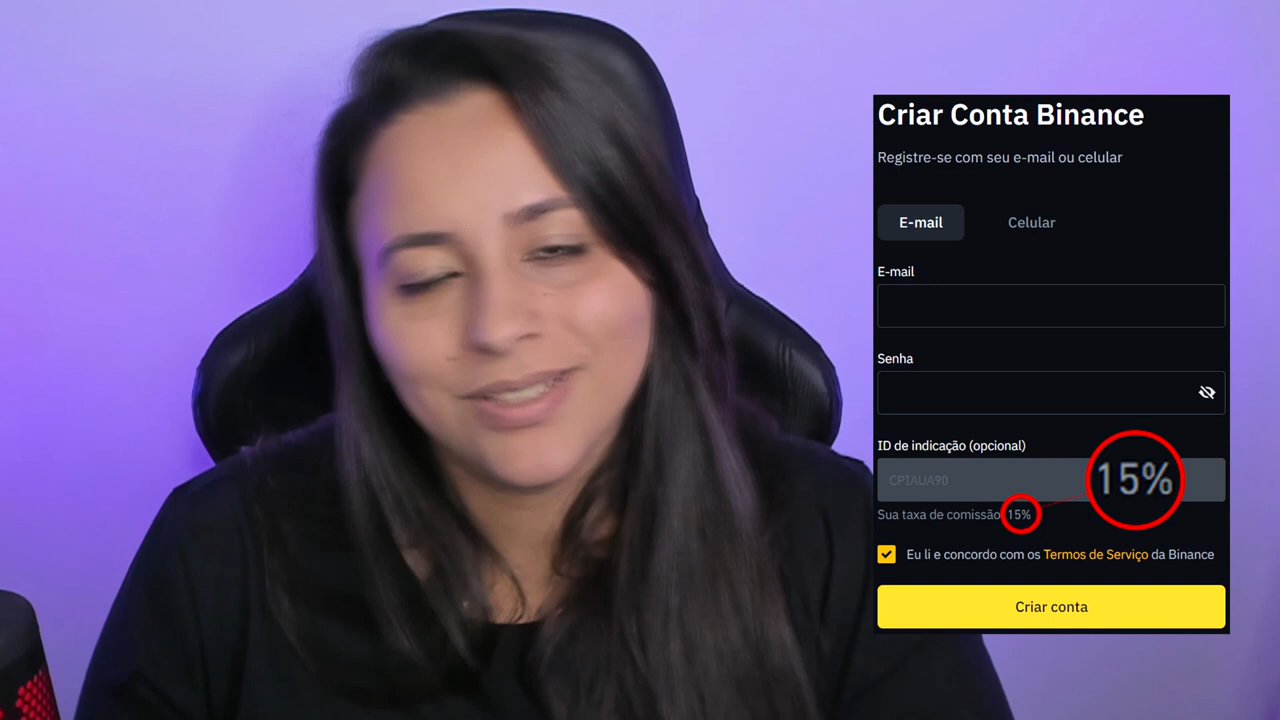 Criar Conta Binance
Registre-se com seu e-mail ou celular
E-mail Celular
E-mail
Senha
ID de indicação (opcional)
CPIAUA90
15%
Sua taxa de comissão 15%
Eu li e concordo com os Termos de Serviço da Binance
Criar conta